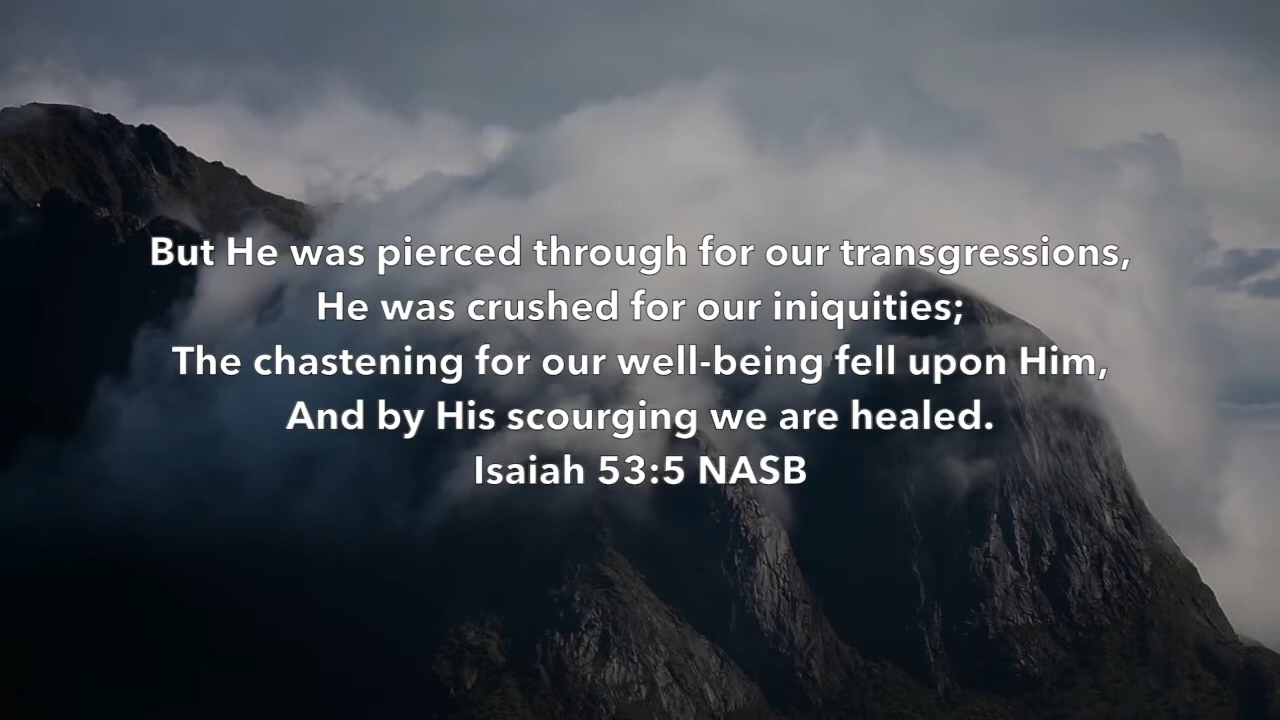 But He was pierced through for our transgressions,
He was crushed for our iniquities;
The chastening for our well-being fell upon Him,
And by His scourging we are healed.
Isaiah 53:5 NASB